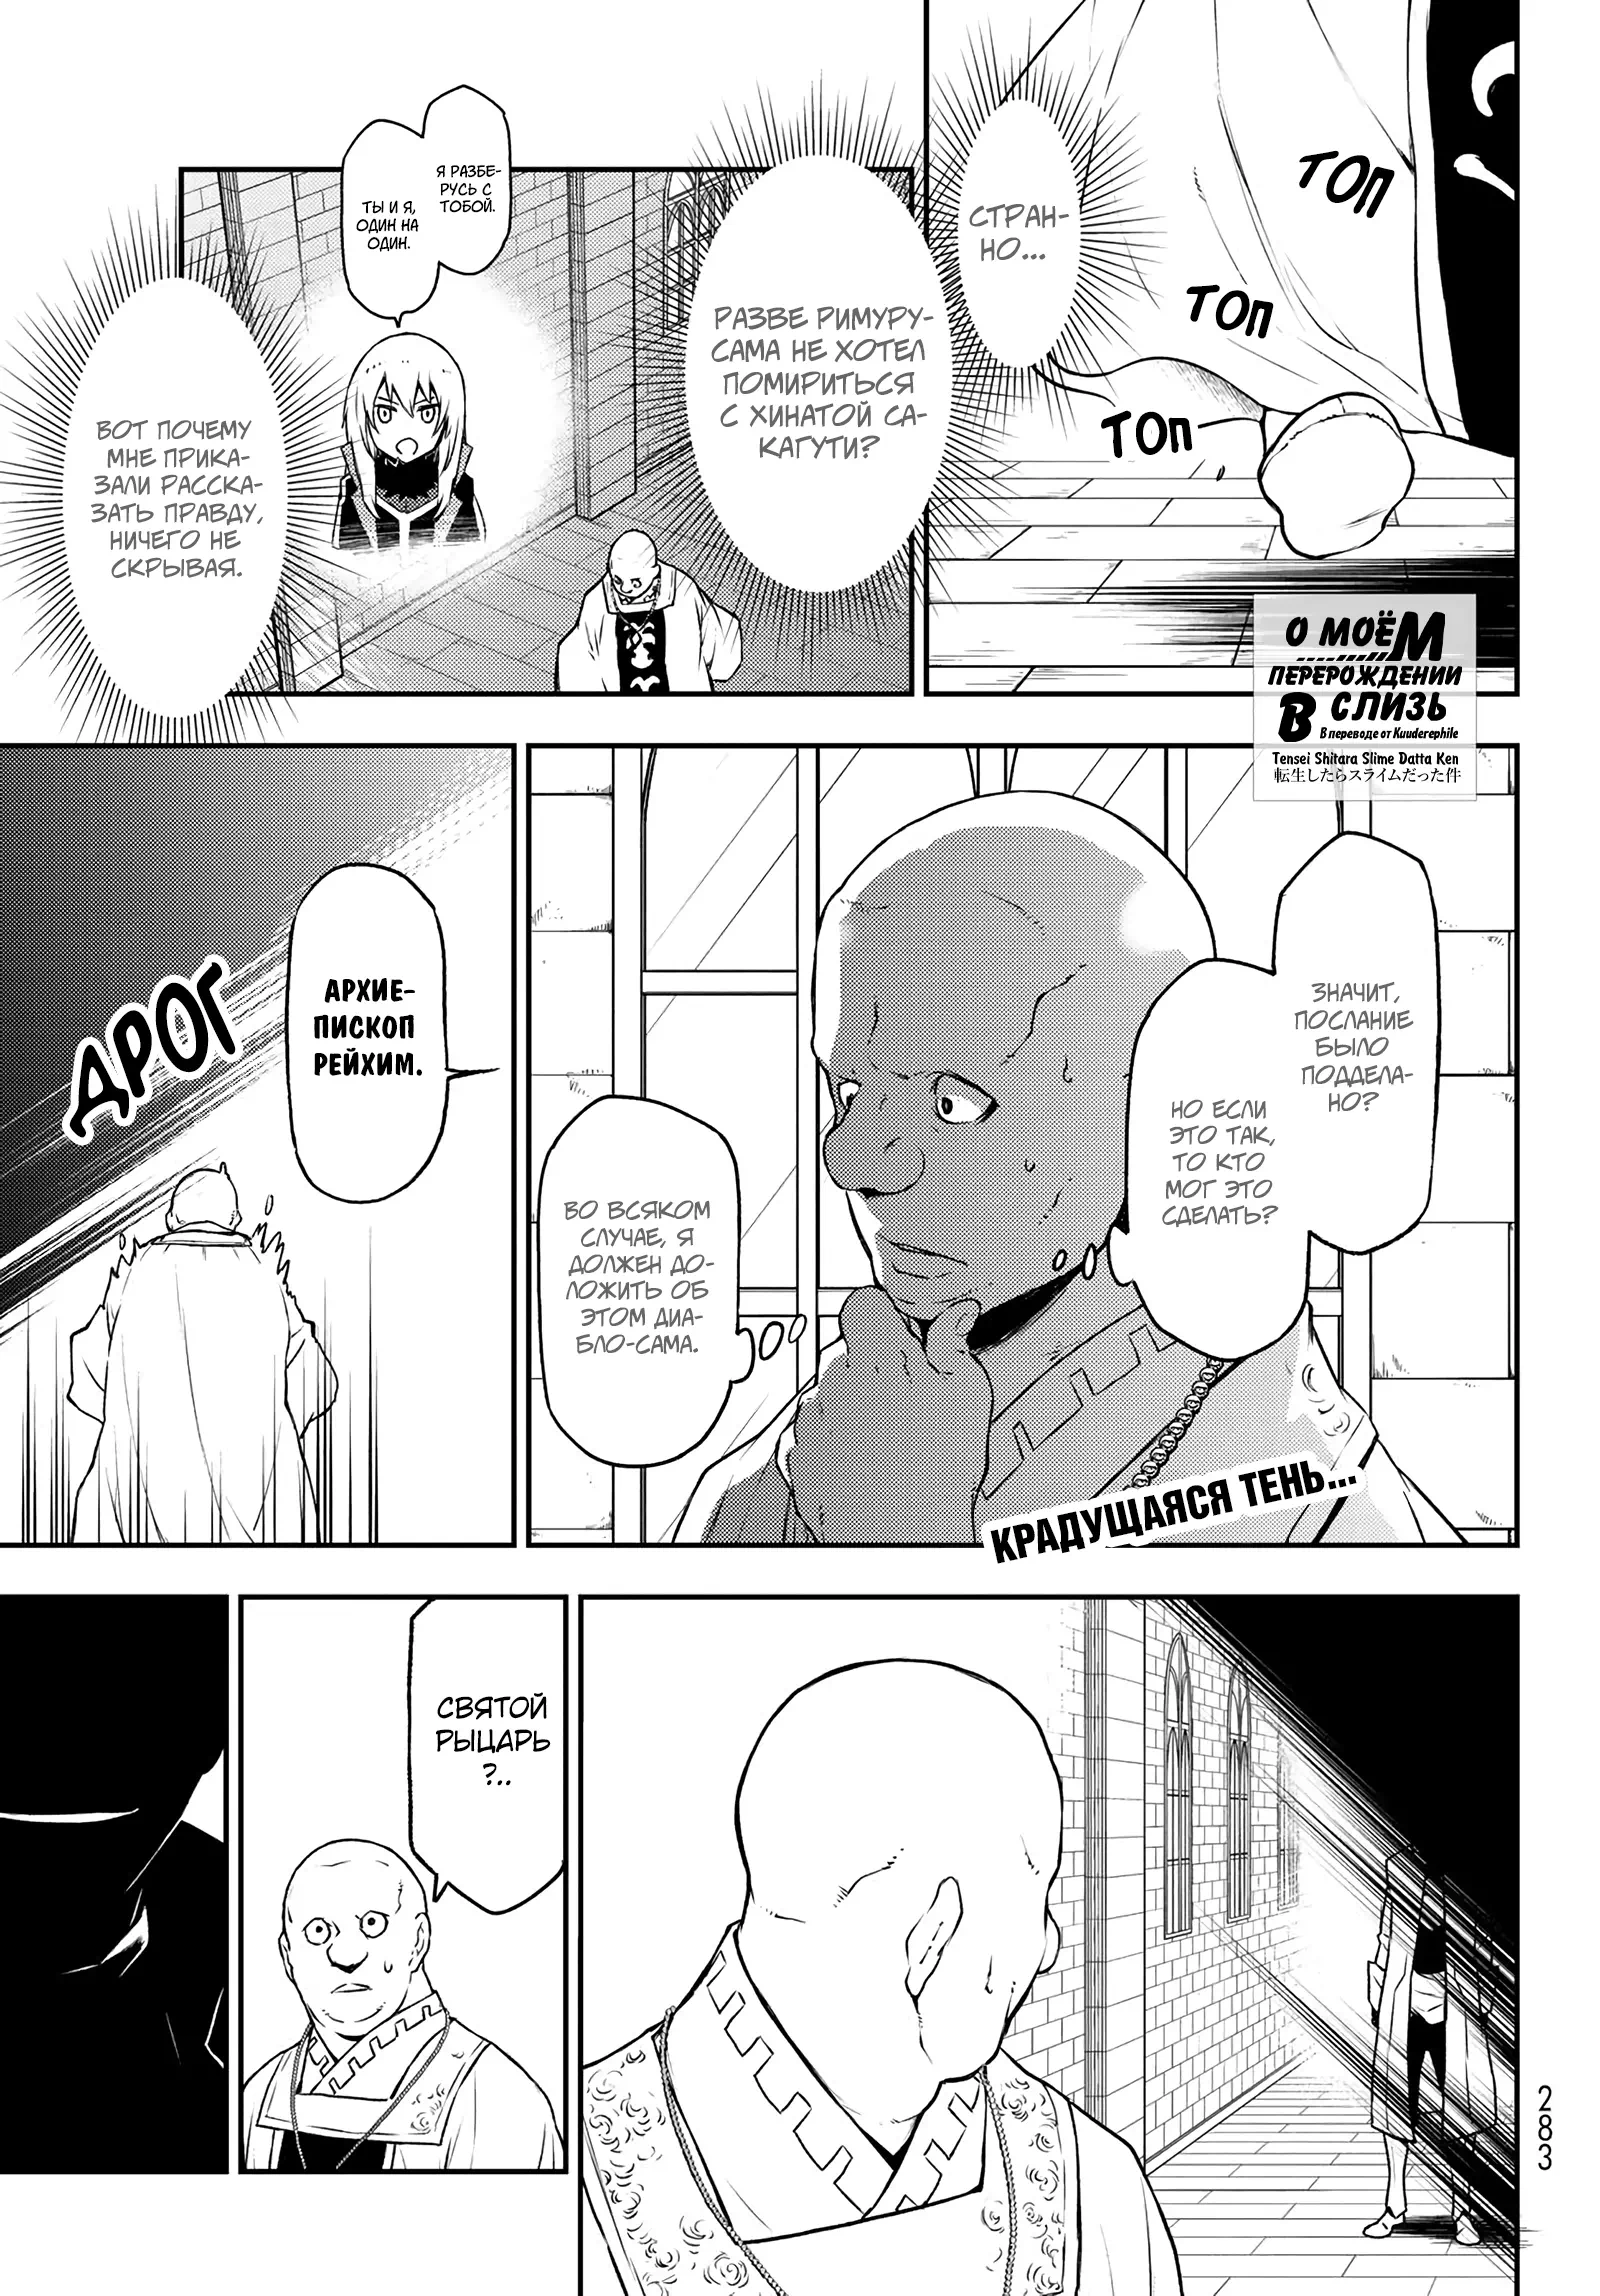 ТОП
ТОП
ТОП
СТРАН-
НО...
РАЗВЕ РИМУРУ-
САМА НЕ ХОТЕЛ
ПОМИРИТЬСЯ
С ХИНАТОЙ СА-
КАГУТИ?
Я РАЗБЕ-
РУСЬ С
ТОБОЙ.
ТЫ И Я,
ОДИН НА
ОДИН.
ВОТ ПОЧЕМУ
МНЕ ПРИКА-
ЗАЛИ РАССКА-
ЗАТЬ ПРАВДУ,
НИЧЕГО НЕ
СКРЫВАЯ.
О МОЁМ
ПЕРЕРОЖДЕНИИ
В СЛИЗЬ
В переводе от Kuuderephile
Tensei Shitara Slime Datta Ken
転生したらスライムだった件
ЗНАЧИТ,
ПОСЛАНИЕ
БЫЛО
ПОДДЕЛА-
НО?
НО ЕСЛИ
ЭТО ТАК,
ТО КТО
МОГ ЭТО
СДЕЛАТЬ?
ВО ВСЯКОМ
СЛУЧАЕ, Я
ДОЛЖЕН ДО-
ЛОЖИТЬ ОБ
ЭТОМ ДИА-
БЛО-САМА.
КРАДУЩАЯСЯ ТЕНЬ...
АРХИЕ-
ПИСКОП
РЕЙХИМ.
ДРОГ
СВЯТОЙ
РЫЦАРЬ
?..
283